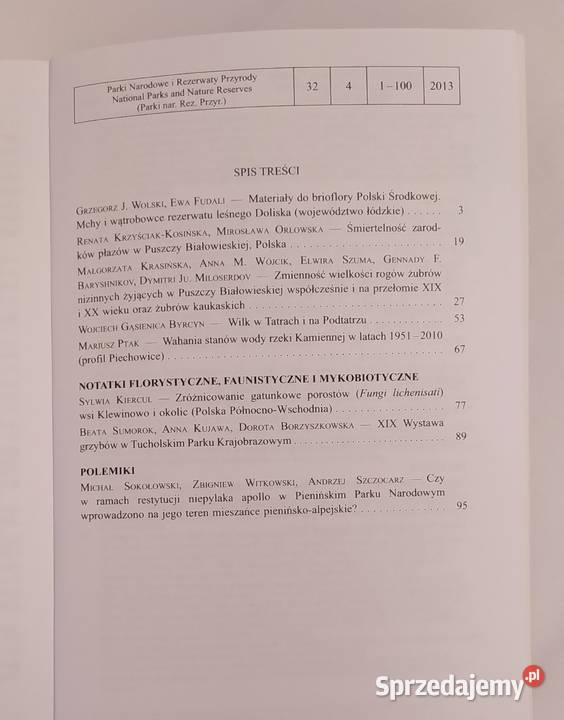 Parki Narodowe i Rezerwaty Przyrody
National Parks and Nature Reserves
(Parki nar. Rez. Przyr.)
32
4
1–100
2013
SPIS TREŚCI
GRZEGORZ J. WOLSKI, EWA FUDALI — Materiały do brioflory Polski Środkowej.
Mchy i wątrobowce rezerwatu leśnego Doliska (województwo łódzkie) . . . . . . 3
RENATA KRZYŚCIAK-KOSIŃSKA, MIROSŁAWA ORŁOWSKA — Śmiertelność zarod-
ków płazów w Puszczy Białowieskiej, Polska . . . . . . . . . . . . . . . . . . . . . . . 19
MAŁGORZATA KRASIŃSKA, ANNA M. WÓJCIK, ELWIRA SZUMA, GENNADY F.
BARYSHNIKOV, DYMITRI JU. MILOSERDOV — Zmienność wielkości rogów żubrów
nizinnych żyjących w Puszczy Białowieskiej współcześnie i na przełomie XIX
i XX wieku oraz żubrów kaukaskich . . . . . . . . . . . . . . . . . . . . . . . . . . . . . 27
WOJCIECH GĄSIENICA BYRCYN — Wilk w Tatrach i na Podtatrzu . . . . . . . . . . . . 53
MARIUSZ PTAK — Wahania stanów wody rzeki Kamiennej w latach 1951–2010
(profil Piechowice) . . . . . . . . . . . . . . . . . . . . . . . . . . . . . . . . . . . . . . . . . . 67
NOTATKI FLORYSTYCZNE, FAUNISTYCZNE I MYKOBIOTYCZNE
SYLWIA KIERCUL — Zróżnicowanie gatunkowe porostów (Fungi lichenisati)
wsi Klewinowo i okolic (Polska Północno-Wschodnia) . . . . . . . . . . . . . . . . . 77
BEATA SUMOROK, ANNA KUJAWA, DOROTA BORZYSZKOWSKA — XIX Wystawa
grzybów w Tucholskim Parku Krajobrazowym . . . . . . . . . . . . . . . . . . . . . . 89
POLEMIKI
MICHAŁ SOKOŁOWSKI, ZBIGNIEW WITKOWSKI, ANDRZEJ SZCZOCARZ — Czy
w ramach restytucji niepylaka apollo w Pienińskim Parku Narodowym
wprowadzono na jego teren mieszańce pienińsko-alpejskie? . . . . . . . . . . . . . 95
Sprzedajemy.pl